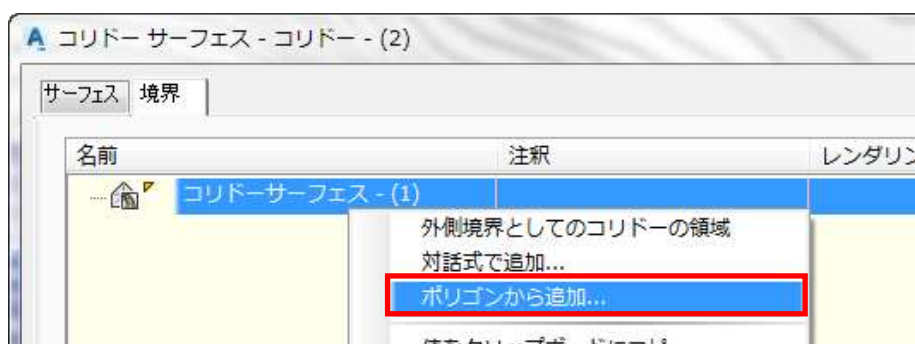 コリドー サーフェス - コリドー - (2)
サーフェス 境界
名前 注釈 レンダリン
コリドーサーフェス - (1)
外側境界としてのコリドーの領域
対話式で追加...
ポリゴンから追加...